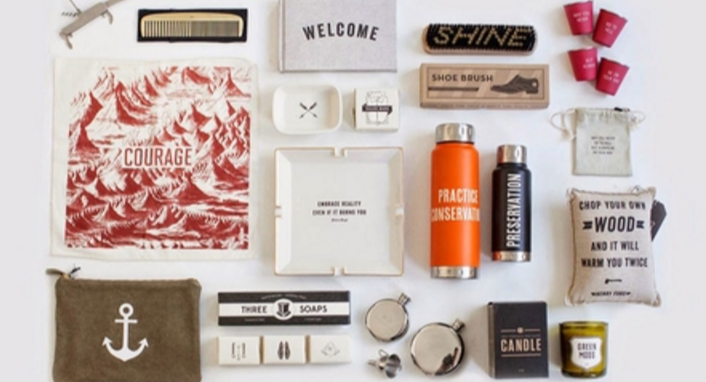 WELCOME
SHINE
SHOE BRUSH
COURAGE
EMBRACE REALITY
EVEN IF IT BURNS YOU
PRACTICE
CONSERVATION
PRESERVATION
CHOP YOUR OWN
WOOD
AND IT WILL
WARM YOU TWICE
THREE
SOAPS
CANDLE
GREEN
MOSS